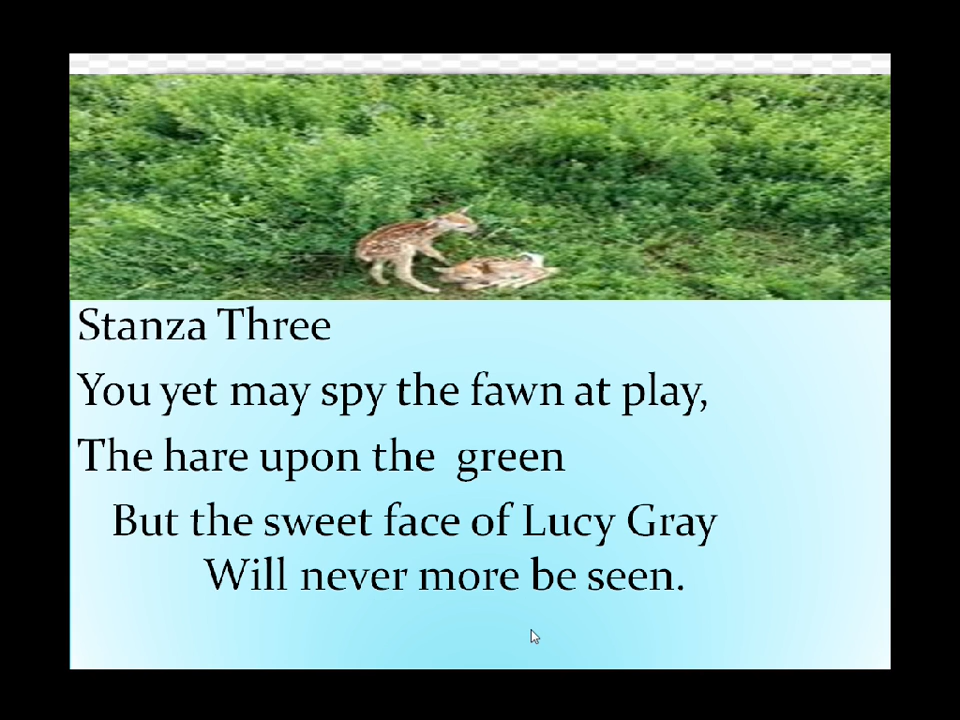 Stanza Three
You yet may spy the fawn at play,
The hare upon the green
But the sweet face of Lucy Gray
Will never more be seen.